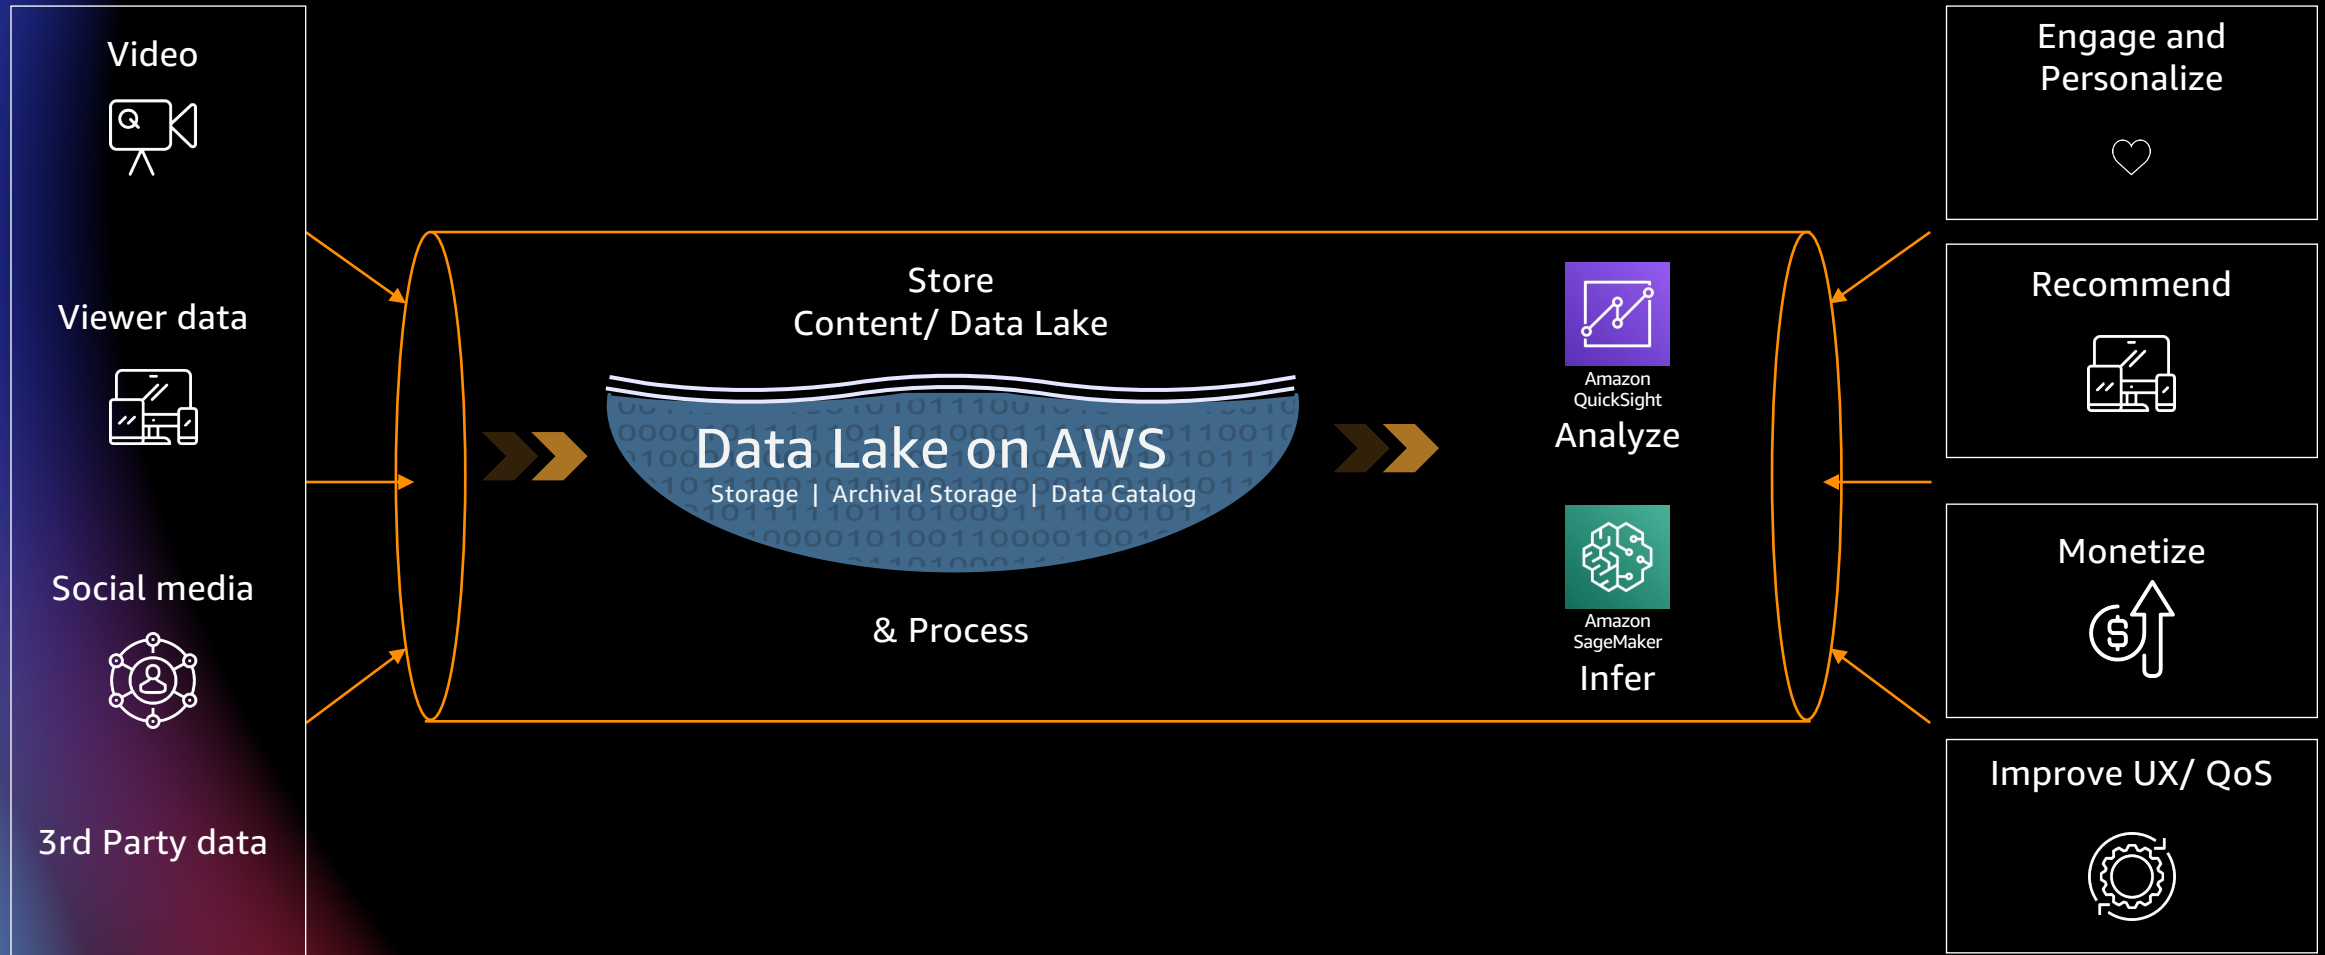 Video
Viewer data
Social media
3rd Party data
Store
Content/ Data Lake
Data Lake on AWS
Storage | Archival Storage | Data Catalog
& Process
Amazon
QuickSight
Analyze
Amazon
SageMaker
Infer
Engage and
Personalize
Recommend
Monetize
Improve UX/ QoS